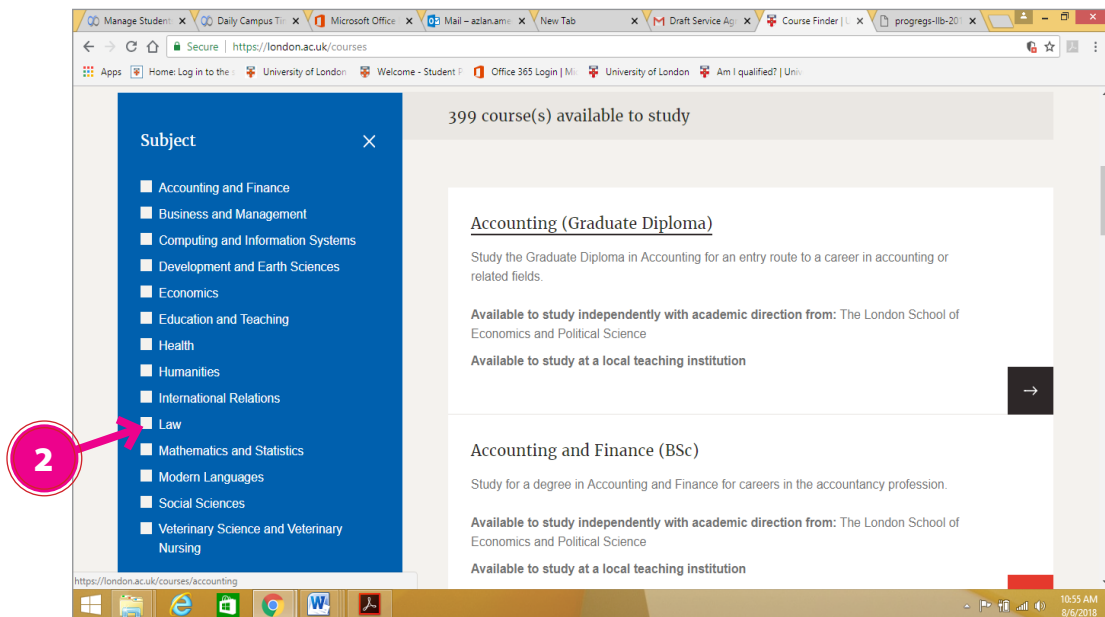 Manage Student
Daily Campus Tir
Microsoft Office
Mail – azlan.ame
New Tab
Draft Service Ag
Course Finder | U
progregs-llb-201
Secure | https://london.ac.uk/courses
Apps
Home: Log in to the
University of London
Welcome - Student P
Office 365 Login | Mi
University of London
Am I qualified? | Univ
Subject
Accounting and Finance
Business and Management
Computing and Information Systems
Development and Earth Sciences
Economics
Education and Teaching
Health
Humanities
International Relations
Law
Mathematics and Statistics
Modern Languages
Social Sciences
Veterinary Science and Veterinary
Nursing
2
399 course(s) available to study
Accounting (Graduate Diploma)
Study the Graduate Diploma in Accounting for an entry route to a career in accounting or
related fields.
Available to study independently with academic direction from: The London School of
Economics and Political Science
Available to study at a local teaching institution
Accounting and Finance (BSc)
Study for a degree in Accounting and Finance for careers in the accountancy profession.
Available to study independently with academic direction from: The London School of
Economics and Political Science
Available to study at a local teaching institution
https://london.ac.uk/courses/accounting
10:55 AM
8/6/2018